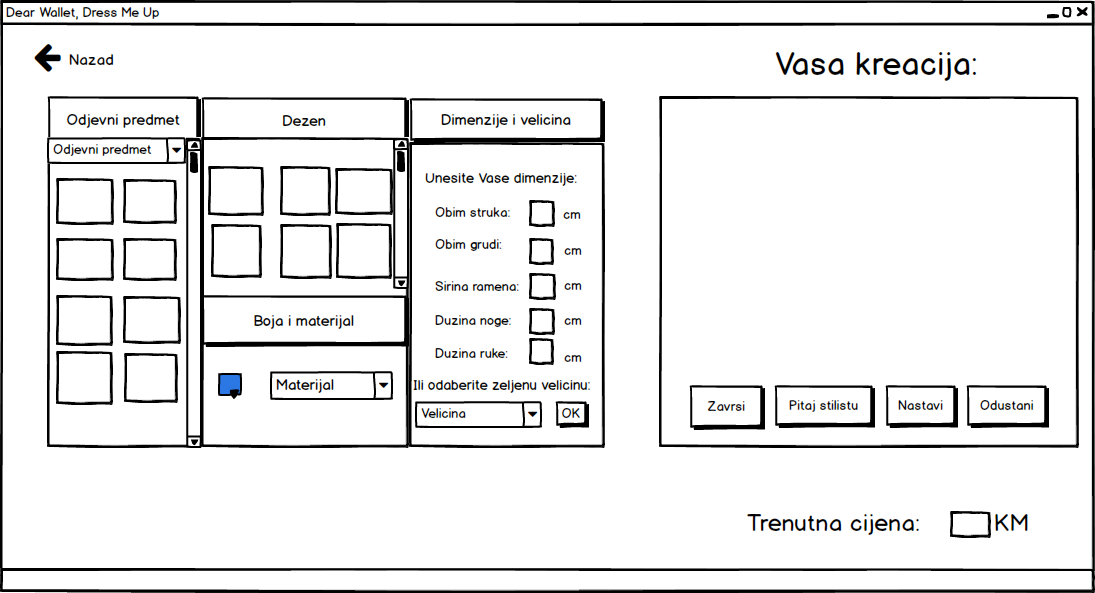 Dear Wallet, Dress Me Up
Nazad
Vasa kreacija:
Odjevni predmet
Odjevni predmet
Dezen
Boja i materijal
Materijal
Dimenzije i velicina
Unesite Vase dimenzije:
Obim struka: cm
Obim grudi: cm
Sirina ramena: cm
Duzina noge: cm
Duzina ruke: cm
Ili odaberite zeljenu velicinu:
Velicina OK
Zavrsi Pitaj stilistu Nastavi Odustani
Trenutna cijena: KM